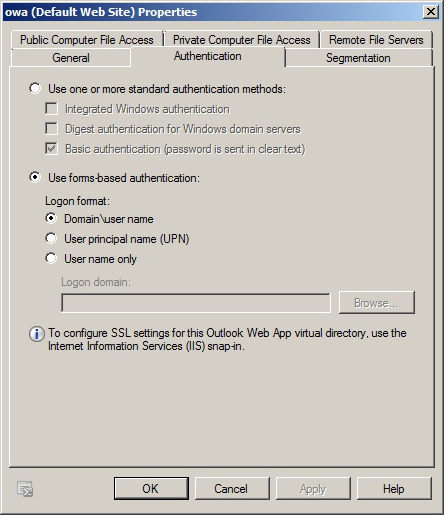 owa (Default Web Site) Properties
Public Computer File Access
Private Computer File Access
Remote File Servers
General
Authentication
Segmentation
Use one or more standard authentication methods:
Integrated Windows authentication
Digest authentication for Windows domain servers
Basic authentication (password is sent in clear text)
Use forms-based authentication:
Logon format:
Domain\user name
User principal name (UPN)
User name only
Logon domain:
Browse...
To configure SSL settings for this Outlook Web App virtual directory, use the
Internet Information Services (IIS) snap-in.
OK
Cancel
Apply
Help